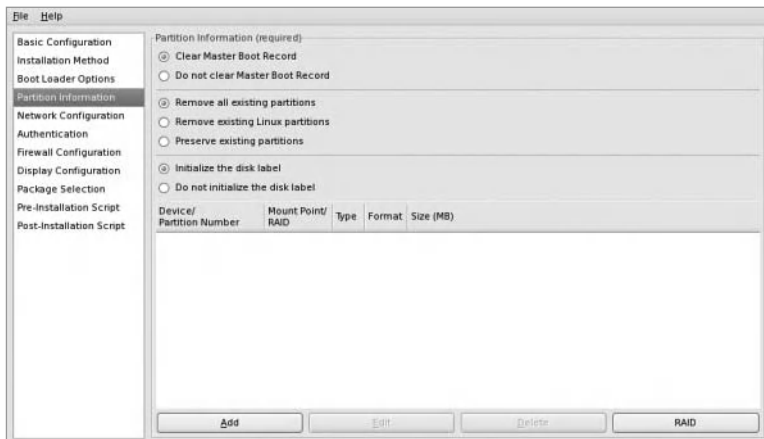 File Help
Basic Configuration
Installation Method
Boot Loader Options
Partition Information
Network Configuration
Authentication
Firewall Configuration
Display Configuration
Package Selection
Pre-Installation Script
Post-Installation Script
Partition Information (required)
Clear Master Boot Record
Do not clear Master Boot Record
Remove all existing partitions
Remove existing Linux partitions
Preserve existing partitions
Initialize the disk label
Do not initialize the disk label
Device/ Mount Point/ Type Format Size (MB)
Partition Number RAID
Add Edit Delete RAID